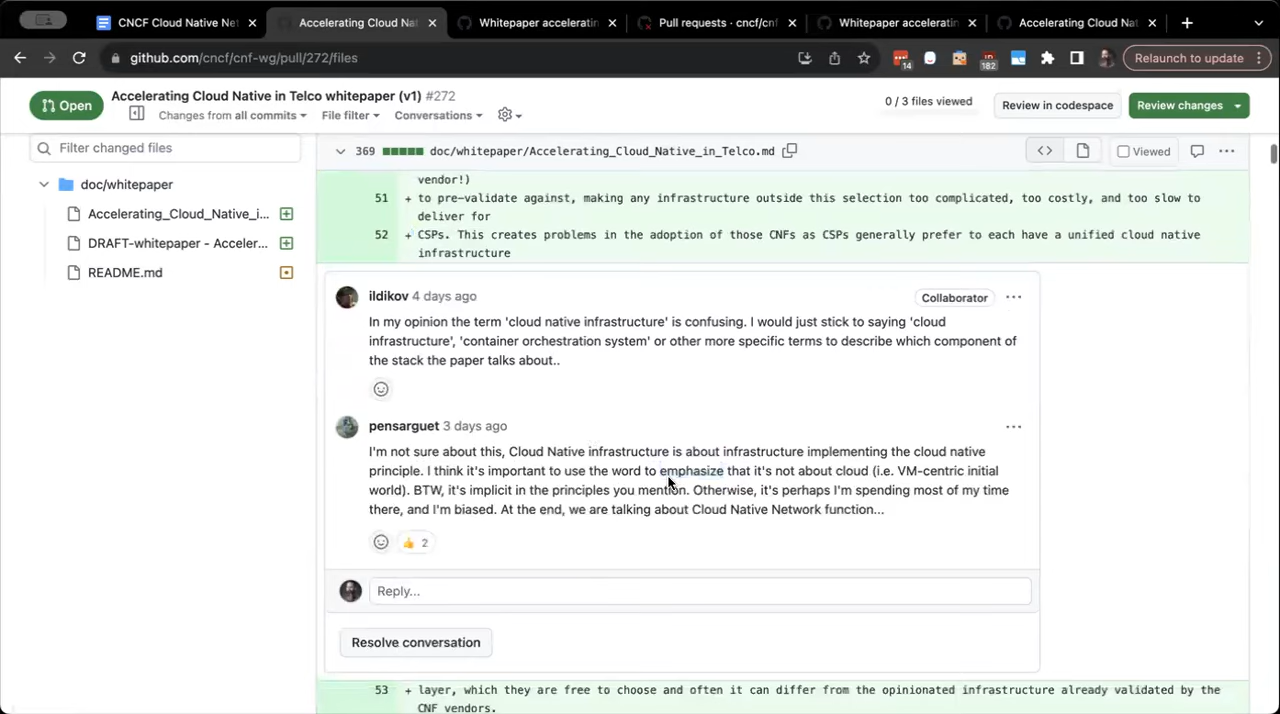 CNCF Cloud Native Net
Accelerating Cloud Nat
Whitepaper acceleratin
Pull requests · cncf/cnf
Whitepaper acceleratin
Accelerating Cloud Nat
github.com/cncf/cnf-wg/pull/272/files
14
182
Relaunch to update
Open
Accelerating Cloud Native in Telco whitepaper (v1) #272
Changes from all commits
File filter
Conversations
0 / 3 files viewed
Review in codespace
Review changes
Filter changed files
doc/whitepaper
Accelerating_Cloud_Native_i...
DRAFT-whitepaper - Acceler...
README.md
369
doc/whitepaper/Accelerating_Cloud_Native_in_Telco.md
Viewed
vendor!)
51 + to pre-validate against, making any infrastructure outside this selection too complicated, too costly, and too slow to
deliver for
52 + CSPs. This creates problems in the adoption of those CNFs as CSPs generally prefer to each have a unified cloud native
infrastructure
ildikov 4 days ago
Collaborator
In my opinion the term 'cloud native infrastructure' is confusing. I would just stick to saying 'cloud
infrastructure', 'container orchestration system' or other more specific terms to describe which component of
the stack the paper talks about..
pensarguet 3 days ago
I'm not sure about this, Cloud Native infrastructure is about infrastructure implementing the cloud native
principle. I think it's important to use the word to emphasize that it's not about cloud (i.e. VM-centric initial
world). BTW, it's implicit in the principles you mention. Otherwise, it's perhaps I'm spending most of my time
there, and I'm biased. At the end, we are talking about Cloud Native Network function...
2
Reply...
Resolve conversation
53 + layer, which they are free to choose and often it can differ from the opinionated infrastructure already validated by the
CNF vendors.